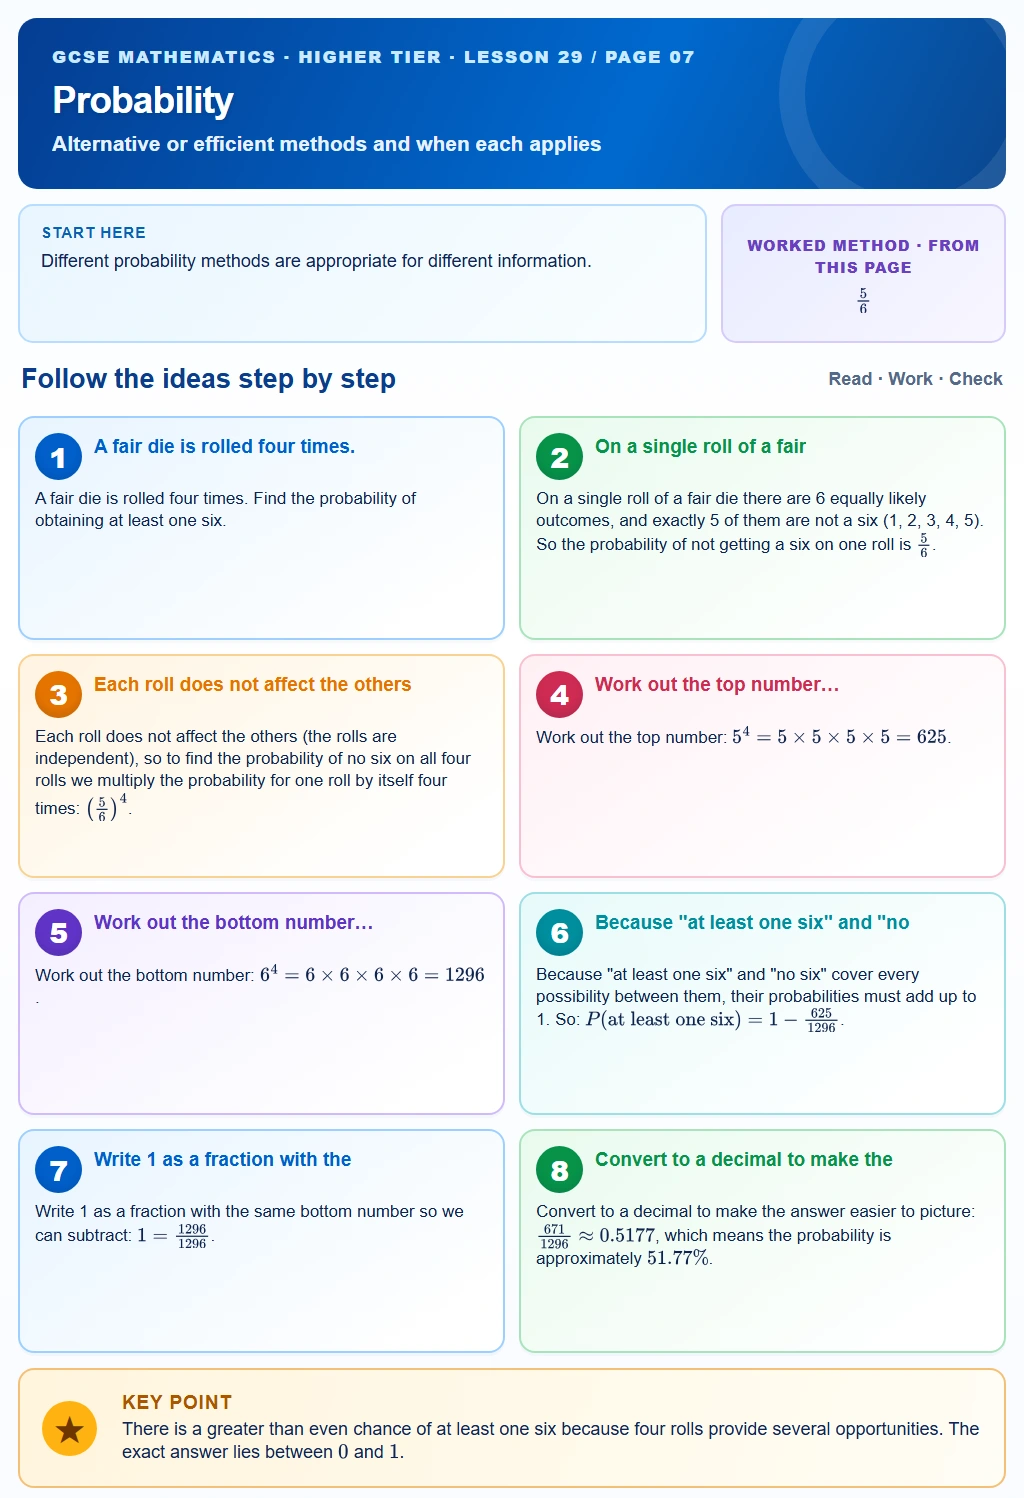 GCSE MATHEMATICS · HIGHER TIER · LESSON 29 / PAGE 07
Probability
Alternative or efficient methods and when each applies
START HERE
Different probability methods are appropriate for different information.
WORKED METHOD · FROM
THIS PAGE
5/6
Follow the ideas step by step
Read · Work · Check
1 A fair die is rolled four times.
A fair die is rolled four times. Find the probability of
obtaining at least one six.
2 On a single roll of a fair
On a single roll of a fair die there are 6 equally likely
outcomes, and exactly 5 of them are not a six (1, 2, 3, 4, 5).
So the probability of not getting a six on one roll is 5/6.
3 Each roll does not affect the others
Each roll does not affect the others (the rolls are
independent), so to find the probability of no six on all four
rolls we multiply the probability for one roll by itself four
times: (5/6)⁴.
4 Work out the top number…
Work out the top number: 5⁴ = 5 × 5 × 5 × 5 = 625.
5 Work out the bottom number…
Work out the bottom number: 6⁴ = 6 × 6 × 6 × 6 = 1296
.
6 Because "at least one six" and "no
Because "at least one six" and "no six" cover every
possibility between them, their probabilities must add up to
1. So: P(at least one six) = 1 − 625/1296.
7 Write 1 as a fraction with the
Write 1 as a fraction with the same bottom number so we
can subtract: 1 = 1296/1296.
8 Convert to a decimal to make the
Convert to a decimal to make the answer easier to picture:
671/1296 ≈ 0.5177, which means the probability is
approximately 51.77%.
KEY POINT
There is a greater than even chance of at least one six because four rolls provide several opportunities. The
exact answer lies between 0 and 1.